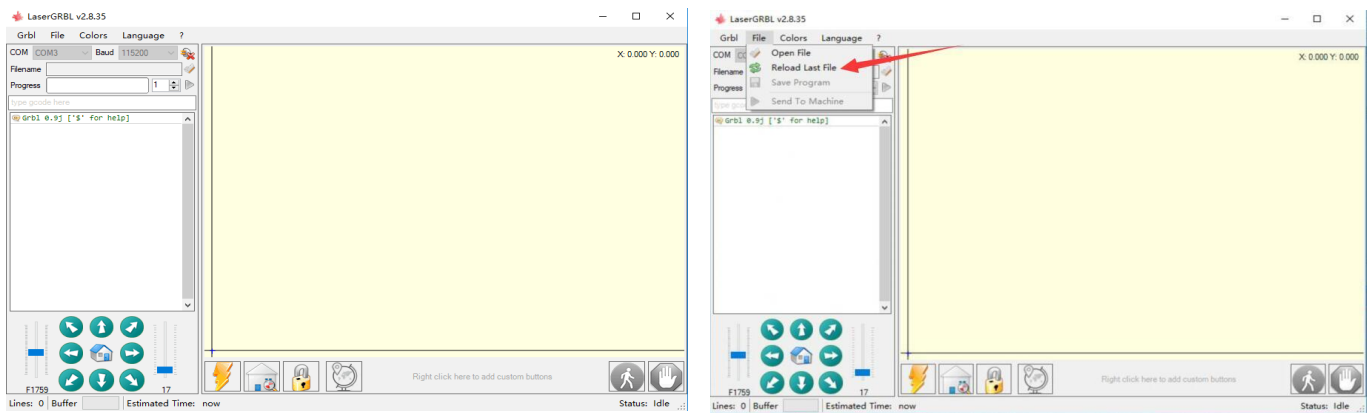 LaserGRBL v2.8.35
Grbl File Colors Language ?
COM COM3 Baud 115200
X: 0.000 Y: 0.000
Filename
Progress 1
type gcode here
Grbl 0.9j ['$' for help]
F1759 17
Right click here to add custom buttons
Lines: 0 Buffer Estimated Time: now Status: Idle
LaserGRBL v2.8.35
Grbl File Colors Language ?
COM
Open File
X: 0.000 Y: 0.000
Filename
Reload Last File
Progress
Save Program
type
Send To Machine
Grbl 0.9j ['$' for help]
F1759 17
Right click here to add custom buttons
Lines: 0 Buffer Estimated Time: now Status: Idle